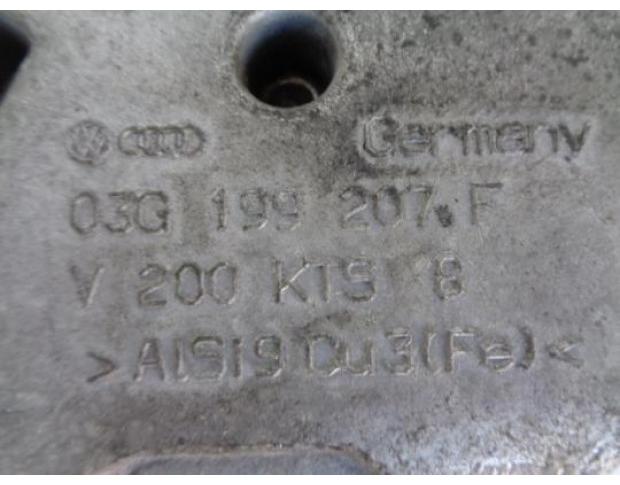 Germany
03G 199 207 F
V 200 KTS 8
>AlSi9Cu3(Fe)<